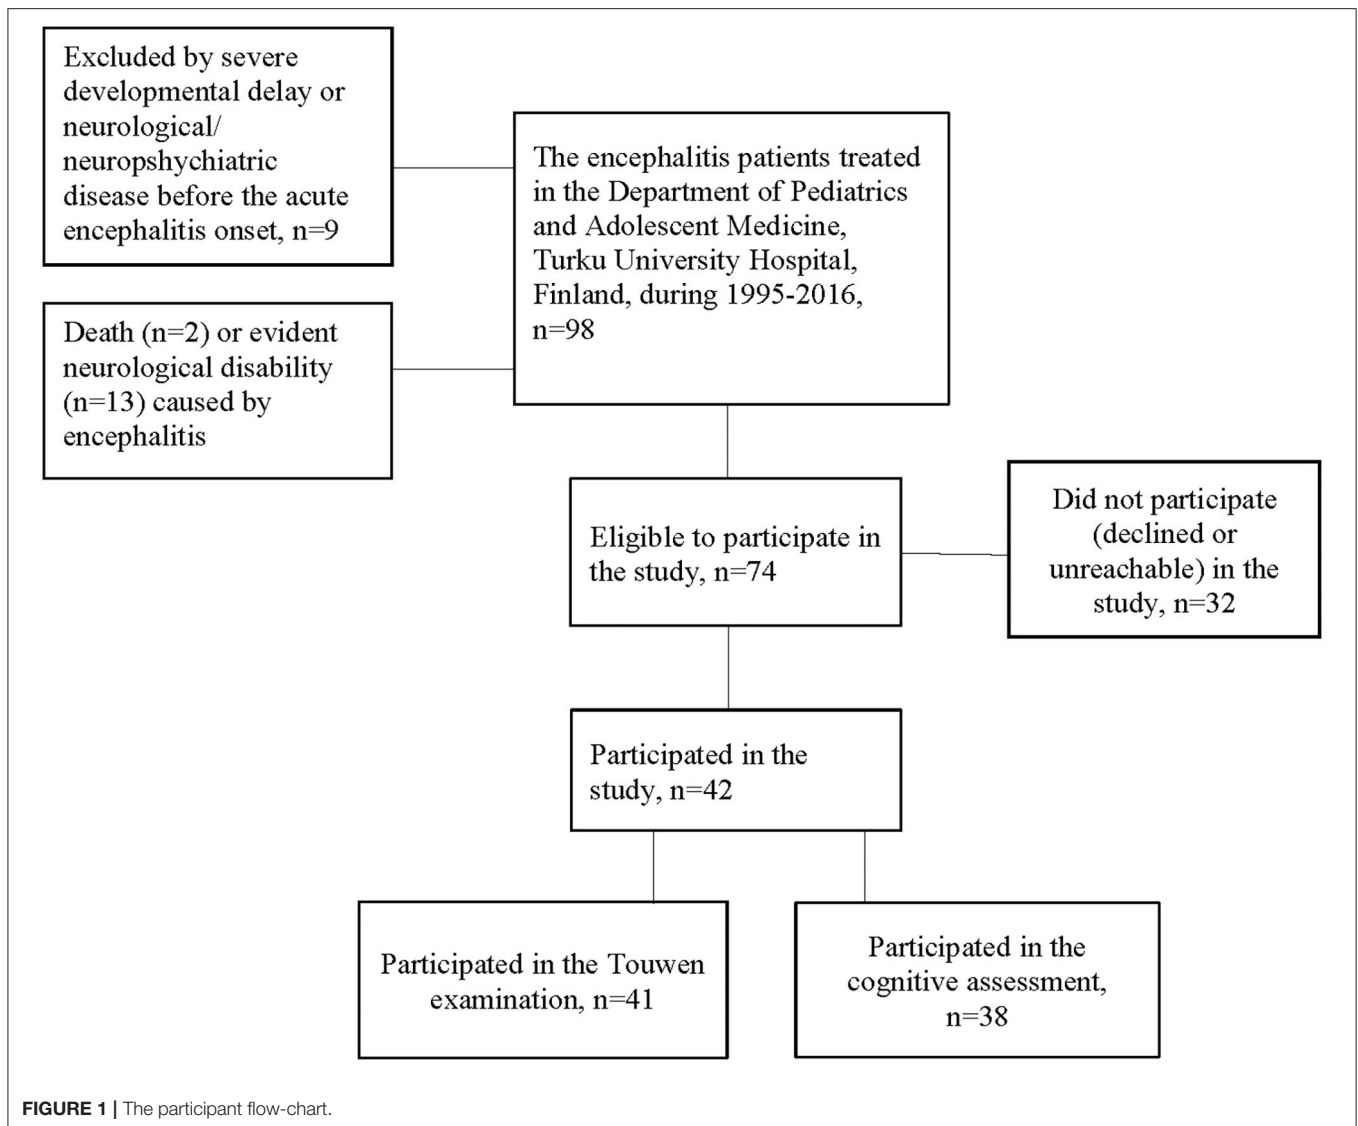 Excluded by severe
developmental delay or
neurological/
neuropshychiatric
disease before the acute
encephalitis onset, n=9
The encephalitis patients treated
in the Department of Pediatrics
and Adolescent Medicine,
Turku University Hospital,
Finland, during 1995-2016,
n=98
Death (n=2) or evident
neurological disability
(n=13) caused by
encephalitis
Eligible to participate in
the study, n=74
Did not participate
(declined or
unreachable) in the
study, n=32
Participated in the
study, n=42
Participated in the Touwen
examination, n=41
Participated in the
cognitive assessment,
n=38
FIGURE 1 | The participant flow-chart.